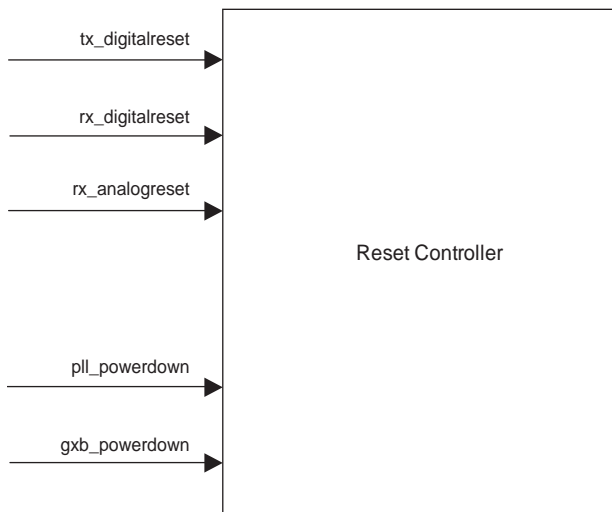 tx_digitalreset
rx_digitalreset
rx_analogreset
Reset Controller
pll_powerdown
gxb_powerdown